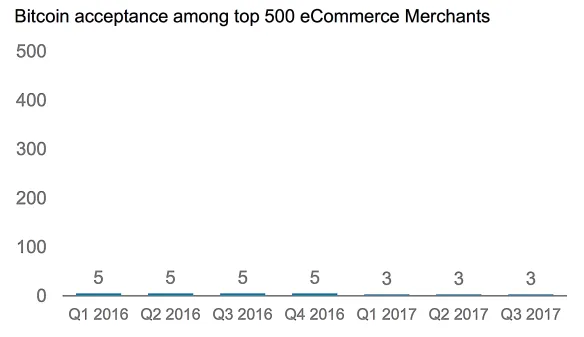 Bitcoin acceptance among top 500 eCommerce Merchants
500
400
300
200
100
0
5 5 5 5 3 3 3
Q1 2016 Q2 2016 Q3 2016 Q4 2016 Q1 2017 Q2 2017 Q3 2017